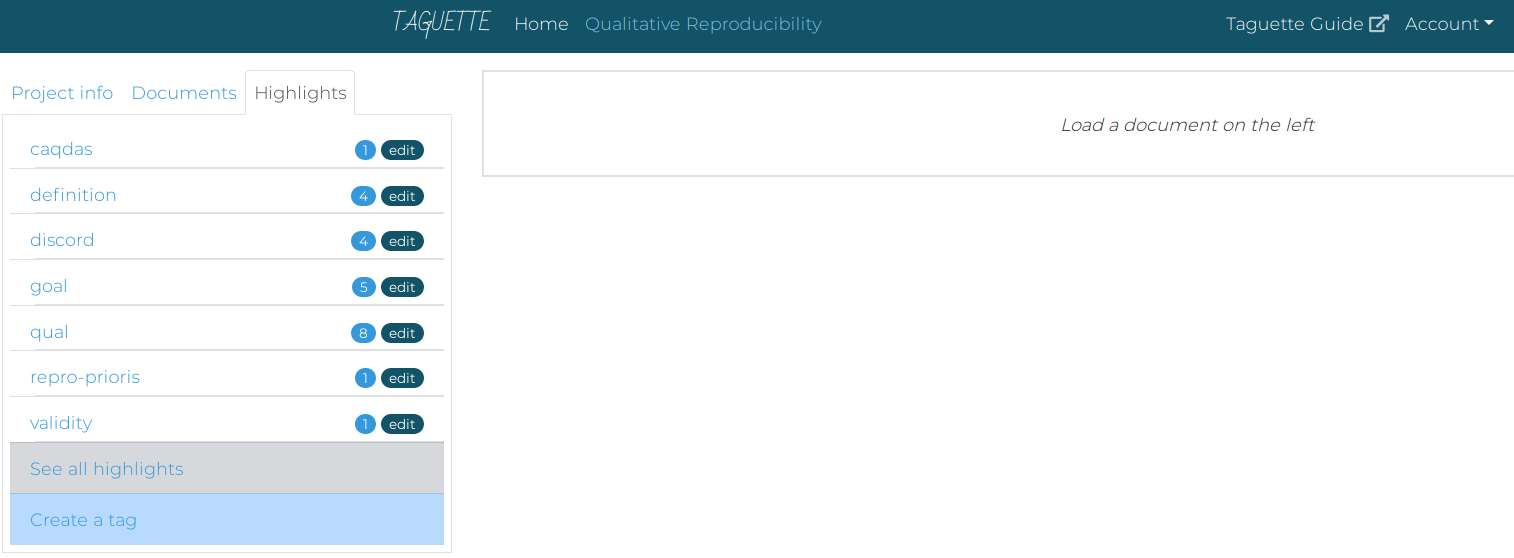 TAGUETTE Home Qualitative Reproducibility Taguette Guide Account
Project info Documents Highlights
Load a document on the left
caqdas 1 edit
definition 4 edit
discord 4 edit
goal 5 edit
qual 8 edit
repro-prioris 1 edit
validity 1 edit
See all highlights
Create a tag